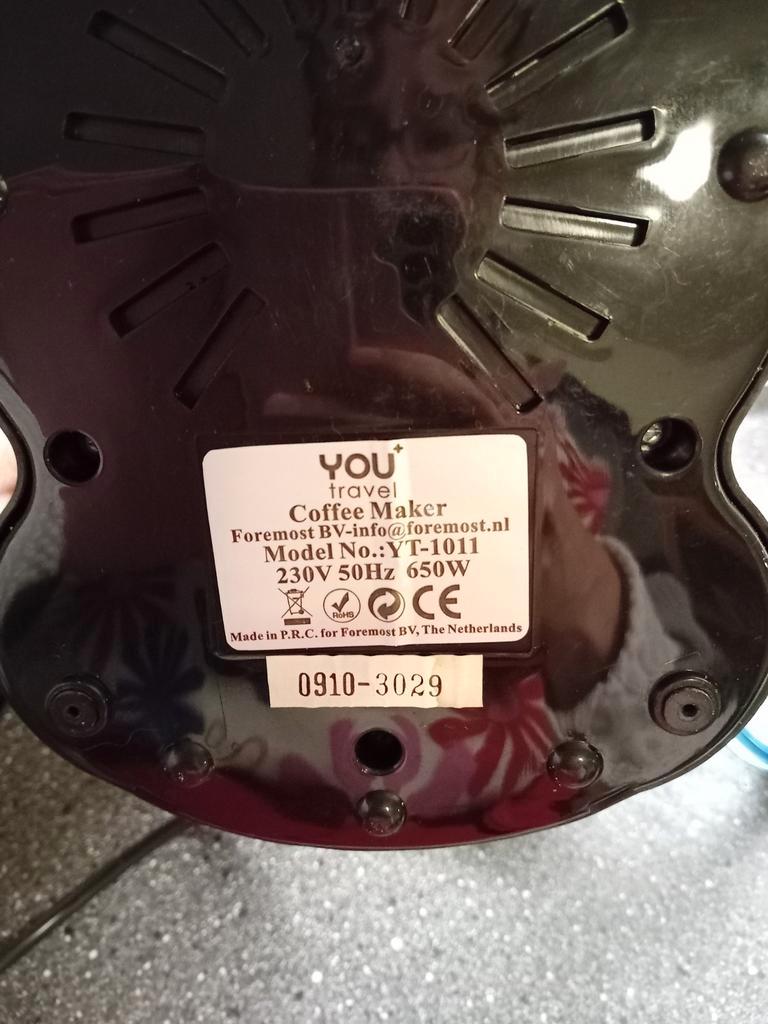 YOU+
travel
Coffee Maker
Foremost BV-info@foremost.nl
Model No.:YT-1011
230V 50Hz 650W
RoHS CE
Made in P.R.C. for Foremost BV, The Netherlands
0910-3029